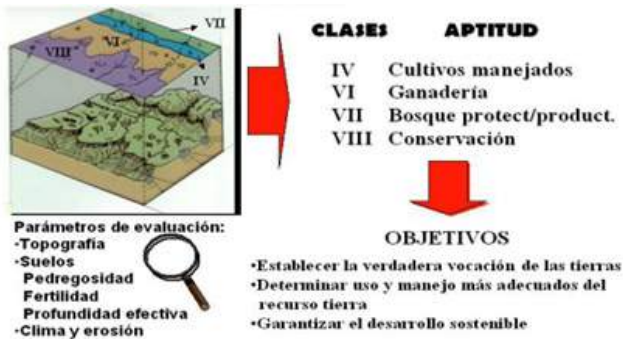 VII
VI
VIII
IV
CLASES APTITUD
IV Cultivos manejados
VI Ganadería
VII Bosque protect/product.
VIII Conservación
Parámetros de evaluación:
•Topografía
•Suelos
Pedregosidad
Fertilidad
Profundidad efectiva
•Clima y erosión
OBJETIVOS
•Establecer la verdadera vocación de las tierras
•Determinar uso y manejo más adecuados del
recurso tierra
•Garantizar el desarrollo sostenible